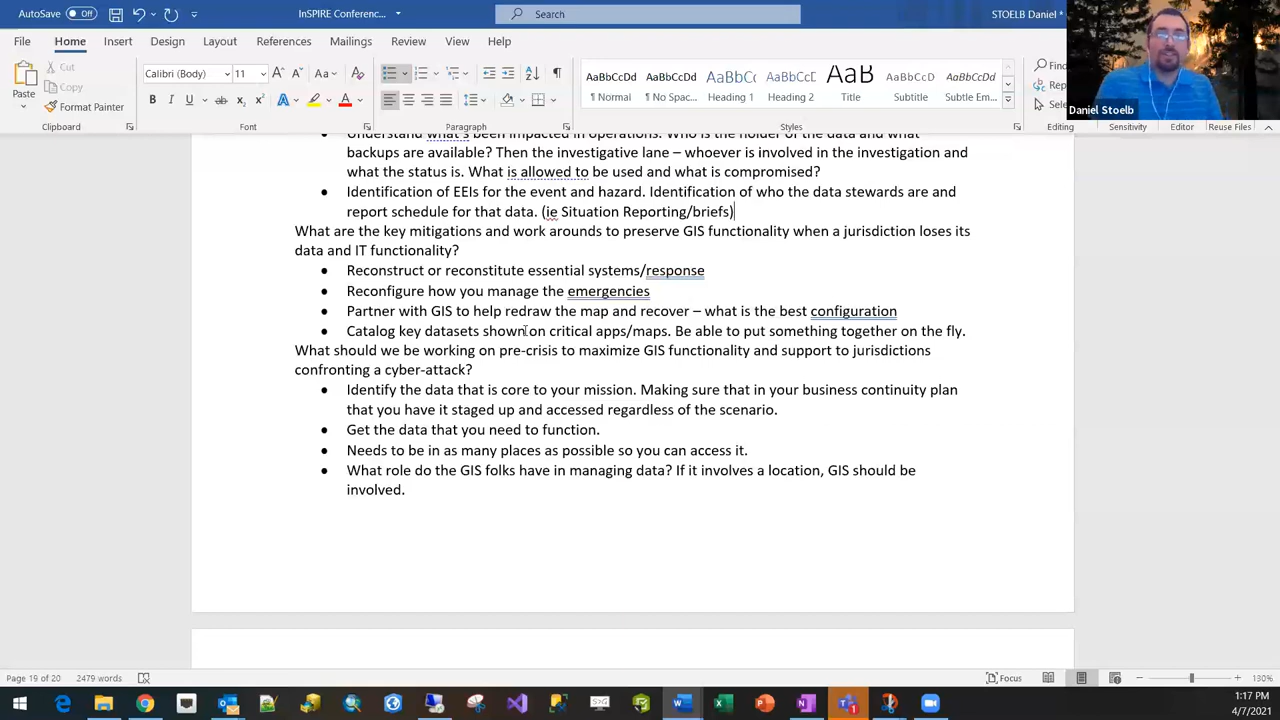 AutoSave Off InSPIRE Conferenc... Search STOELB Daniel
File Home Insert Design Layout References Mailings Review View Help
Paste Cut Copy Format Painter
Calibri (Body) 11 Aa
B I U ab x₂ x² A A
AaBbCcDd AaBbCcDd AaBbC AaBbCc AaB AaBbCcD AaBbCcDd
¶ Normal ¶ No Spac... Heading 1 Heading 2 Title Subtitle Subtle Em...
Daniel Stoelb
Clipboard Font Paragraph Styles Editing Sensitivity Editor Reuse Files
• Understand what's been impacted in operations. Who is the holder of the data and what
backups are available? Then the investigative lane – whoever is involved in the investigation and
what the status is. What is allowed to be used and what is compromised?
• Identification of EEIs for the event and hazard. Identification of who the data stewards are and
report schedule for that data. (ie Situation Reporting/briefs)
What are the key mitigations and work arounds to preserve GIS functionality when a jurisdiction loses its
data and IT functionality?
• Reconstruct or reconstitute essential systems/response
• Reconfigure how you manage the emergencies
• Partner with GIS to help redraw the map and recover – what is the best configuration
• Catalog key datasets shown on critical apps/maps. Be able to put something together on the fly.
What should we be working on pre-crisis to maximize GIS functionality and support to jurisdictions
confronting a cyber-attack?
• Identify the data that is core to your mission. Making sure that in your business continuity plan
that you have it staged up and accessed regardless of the scenario.
• Get the data that you need to function.
• Needs to be in as many places as possible so you can access it.
• What role do the GIS folks have in managing data? If it involves a location, GIS should be
involved.
Page 19 of 20 2479 words Focus 130%
1:17 PM
4/7/2021